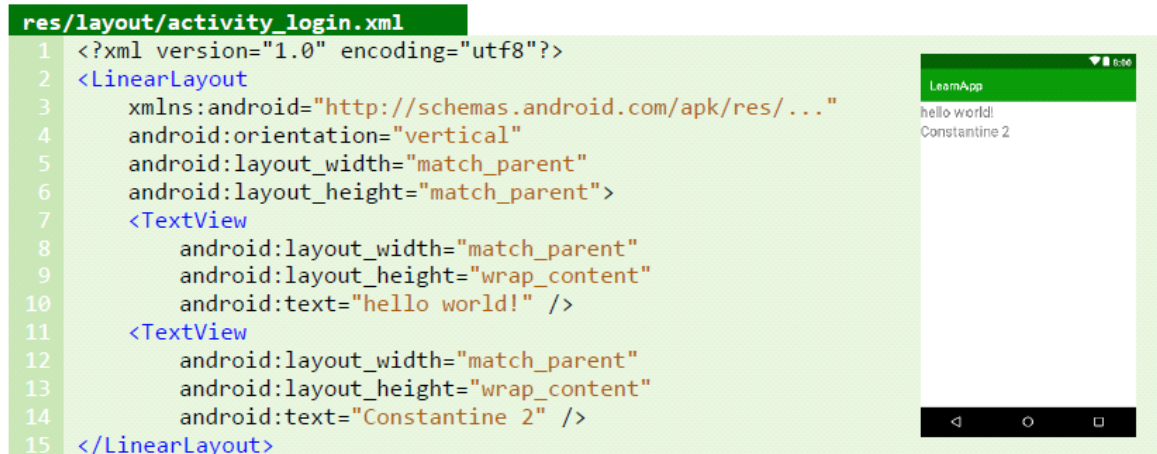 res/layout/activity_login.xml
1 <?xml version="1.0" encoding="utf8"?>
2 <LinearLayout
3 xmlns:android="http://schemas.android.com/apk/res/..."
4 android:orientation="vertical"
5 android:layout_width="match_parent"
6 android:layout_height="match_parent">
7 <TextView
8 android:layout_width="match_parent"
9 android:layout_height="wrap_content"
10 android:text="hello world!" />
11 <TextView
12 android:layout_width="match_parent"
13 android:layout_height="wrap_content"
14 android:text="Constantine 2" />
15 </LinearLayout>
8:00
LearnApp
hello world!
Constantine 2